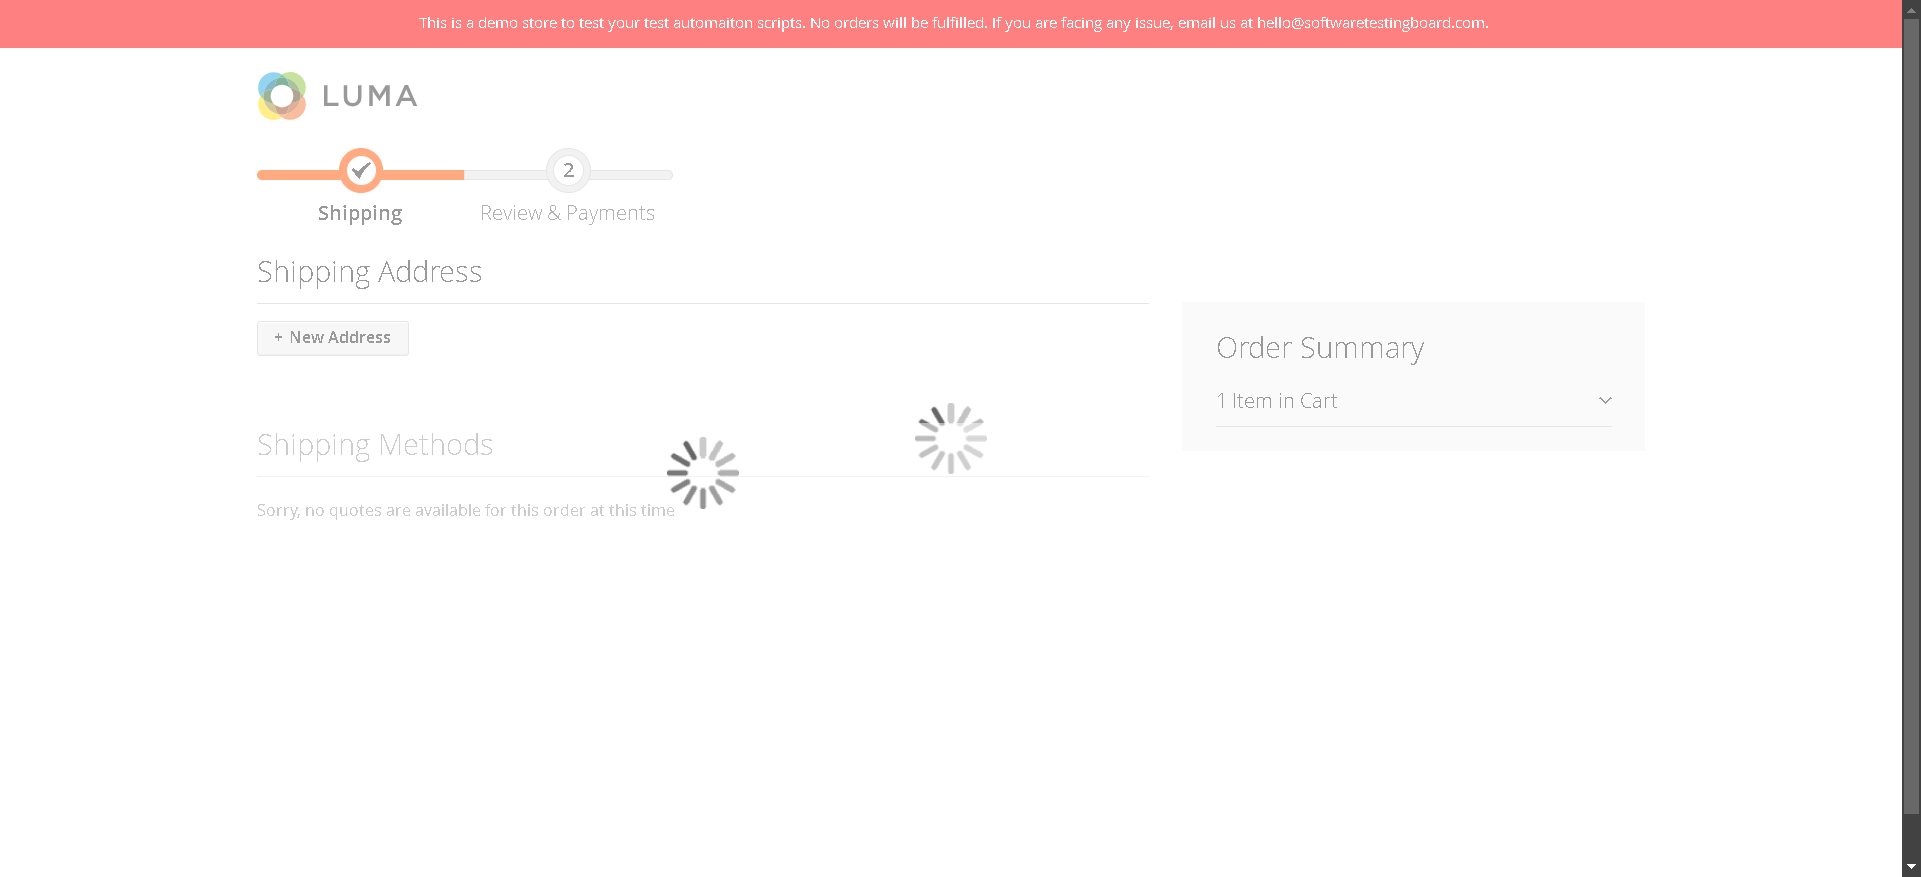 This is a demo store to test your test automaiton scripts. No orders will be fulfilled. If you are facing any issue, email us at hello@softwaretestingboard.com.
LUMA
2
Shipping
Review & Payments
Shipping Address
+ New Address
Order Summary
1 Item in Cart
Shipping Methods
Sorry, no quotes are available for this order at this time